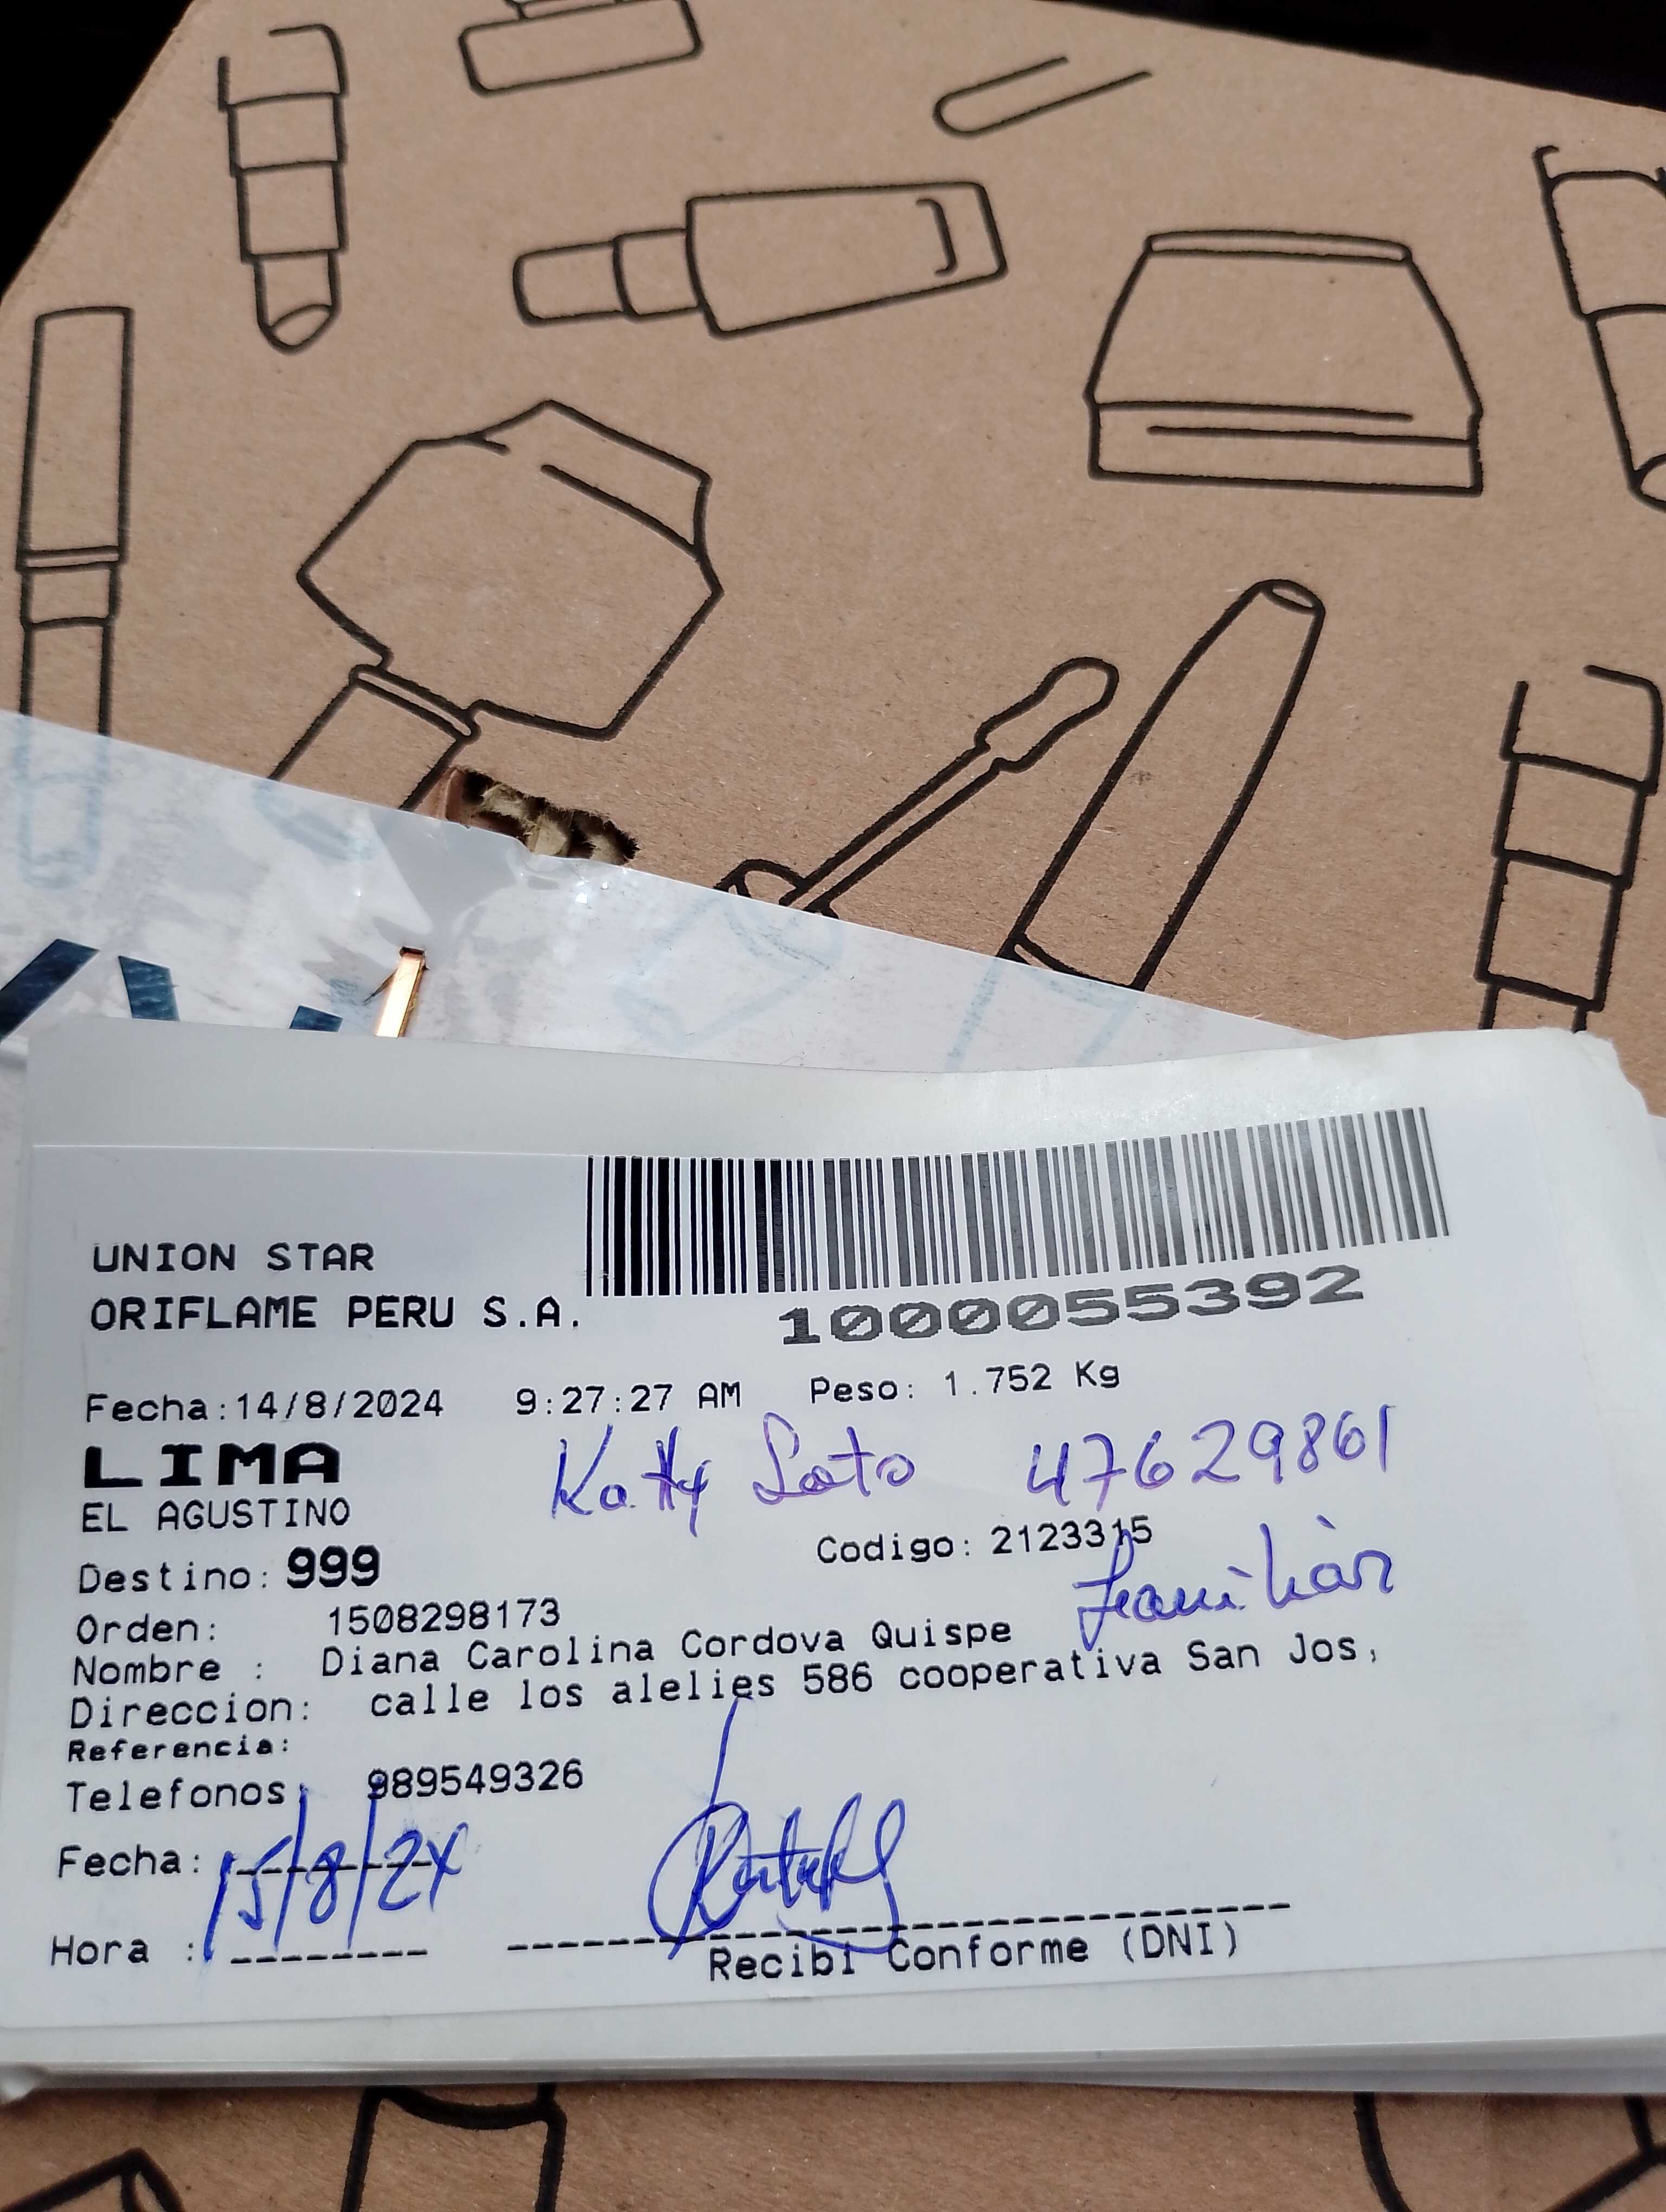 UNION STAR
ORIFLAME PERU S.A.
1000055392
Fecha:14/8/2024 9:27:27 AM Peso: 1.752 Kg
LIMA
Katty Soto 47629861
EL AGUSTINO
Codigo: 2123315
Destino: 999
Familiar
Orden: 1508298173
Nombre : Diana Carolina Cordova Quispe
Direccion: calle los alelies 586 cooperativa San Jos,
Referencia:
Telefonos: 989549326
Fecha: 15/8/24
Hora :
Recibi Conforme (DNI)